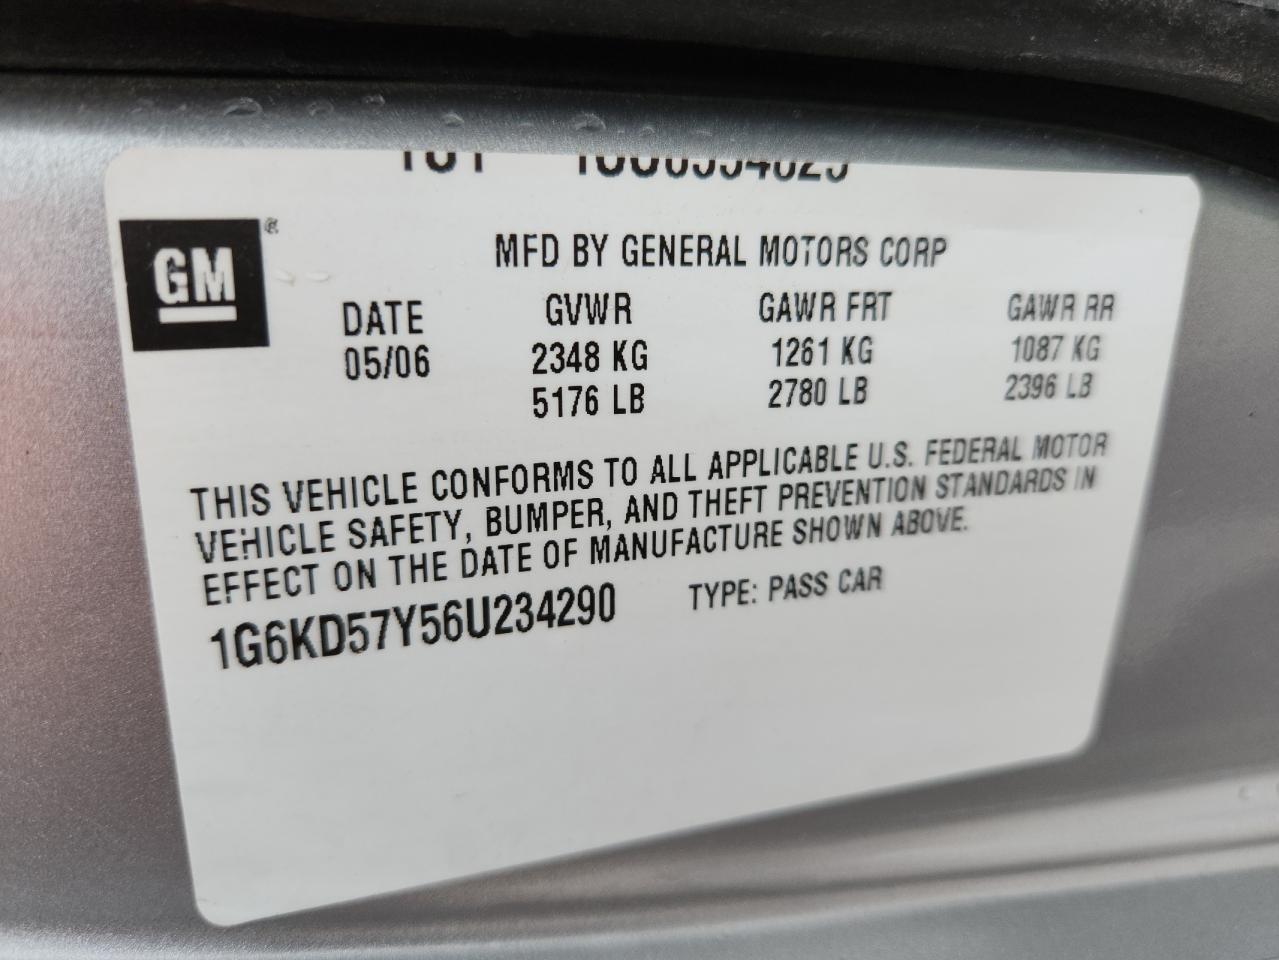 GM®
MFD BY GENERAL MOTORS CORP
DATE GVWR GAWR FRT GAWR RR
05/06 2348 KG 1261 KG 1087 KG
5176 LB 2780 LB 2396 LB
THIS VEHICLE CONFORMS TO ALL APPLICABLE U.S. FEDERAL MOTOR
VEHICLE SAFETY, BUMPER, AND THEFT PREVENTION STANDARDS IN
EFFECT ON THE DATE OF MANUFACTURE SHOWN ABOVE.
1G6KD57Y56U234290 TYPE: PASS CAR